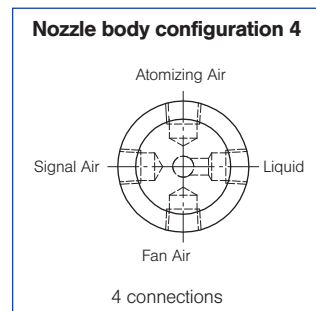 Nozzle body configuration 4
Atomizing Air
Signal Air
Liquid
Fan Air
4 connections